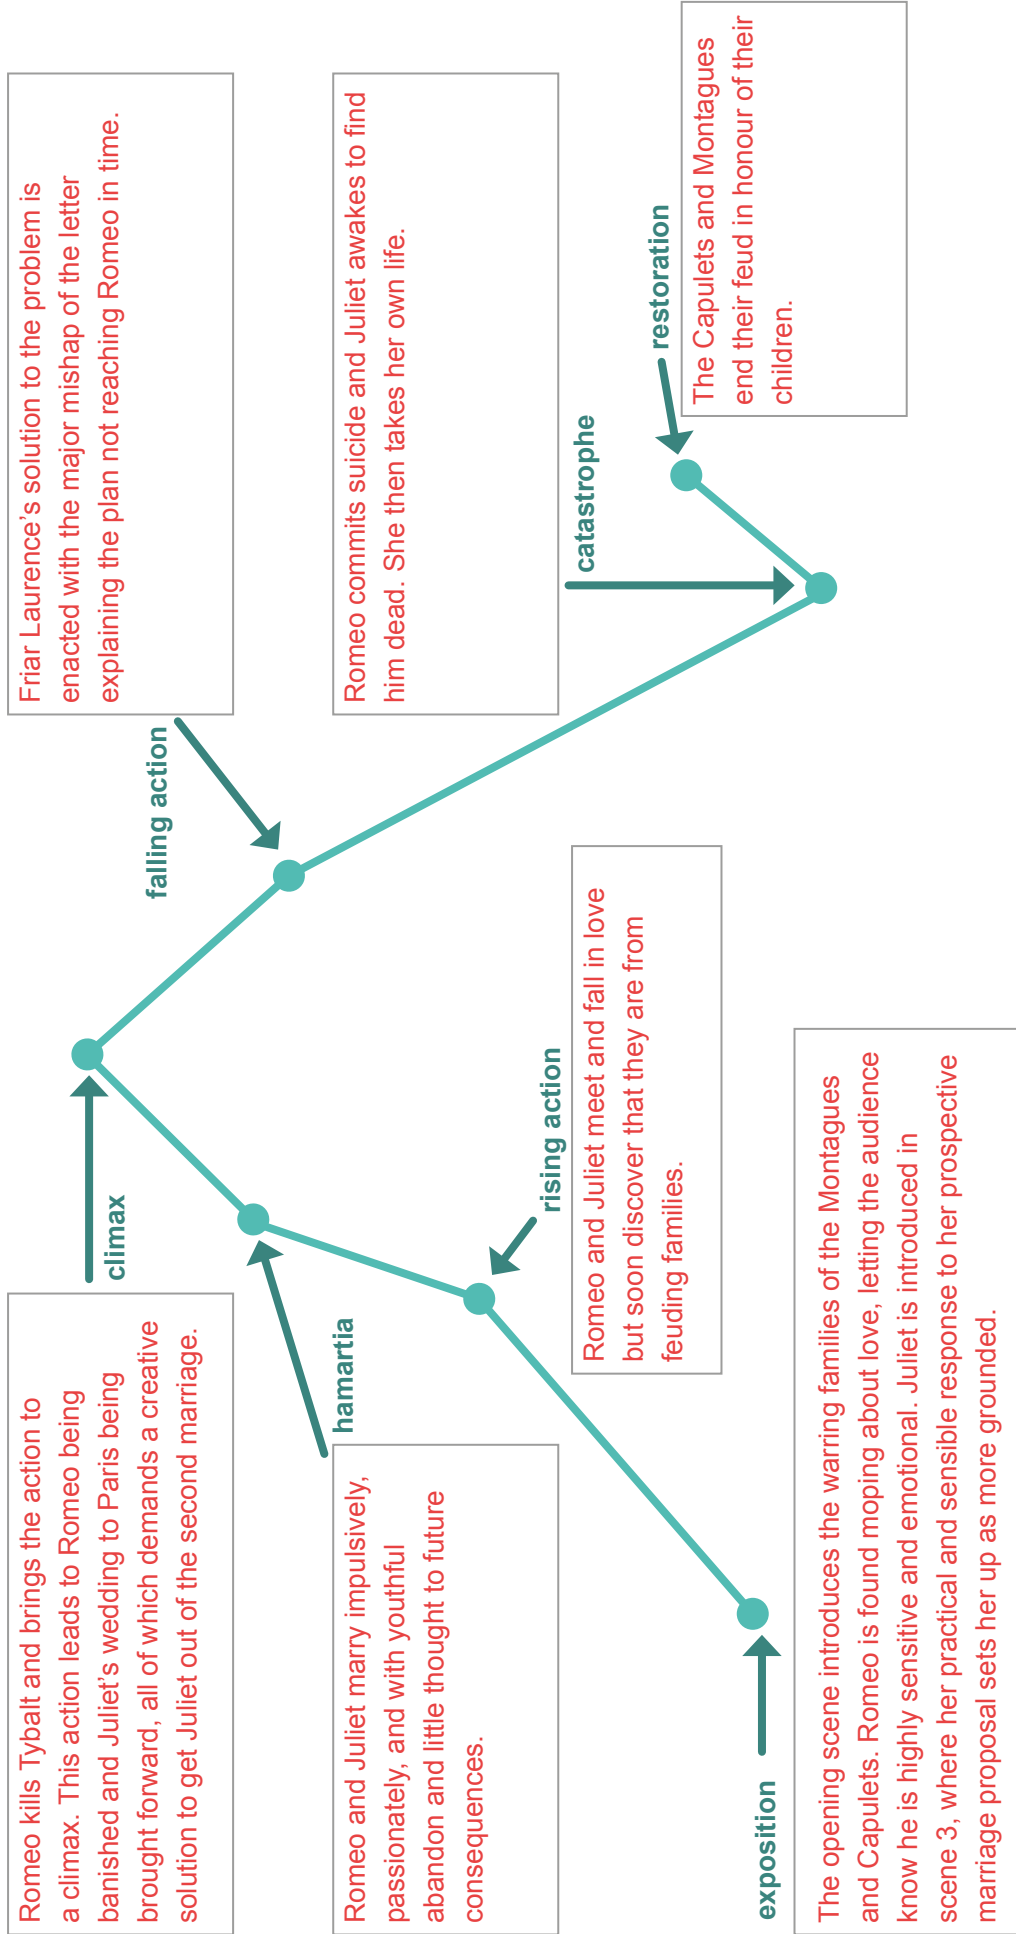 Romeo kills Tybalt and brings the action to
a climax. This action leads to Romeo being
banished and Juliet's wedding to Paris being
brought forward, all of which demands a creative
solution to get Juliet out of the second marriage.
climax
Friar Laurence's solution to the problem is
enacted with the major mishap of the letter
explaining the plan not reaching Romeo in time.
falling action
Romeo and Juliet marry impulsively,
passionately, and with youthful
abandon and little thought to future
consequences.
hamartia
Romeo commits suicide and Juliet awakes to find
him dead. She then takes her own life.
catastrophe
rising action
Romeo and Juliet meet and fall in love
but soon discover that they are from
feuding families.
restoration
The Capulets and Montagues
end their feud in honour of their
children.
exposition
The opening scene introduces the warring families of the Montagues
and Capulets. Romeo is found moping about love, letting the audience
know he is highly sensitive and emotional. Juliet is introduced in
scene 3, where her practical and sensible response to her prospective
marriage proposal sets her up as more grounded.